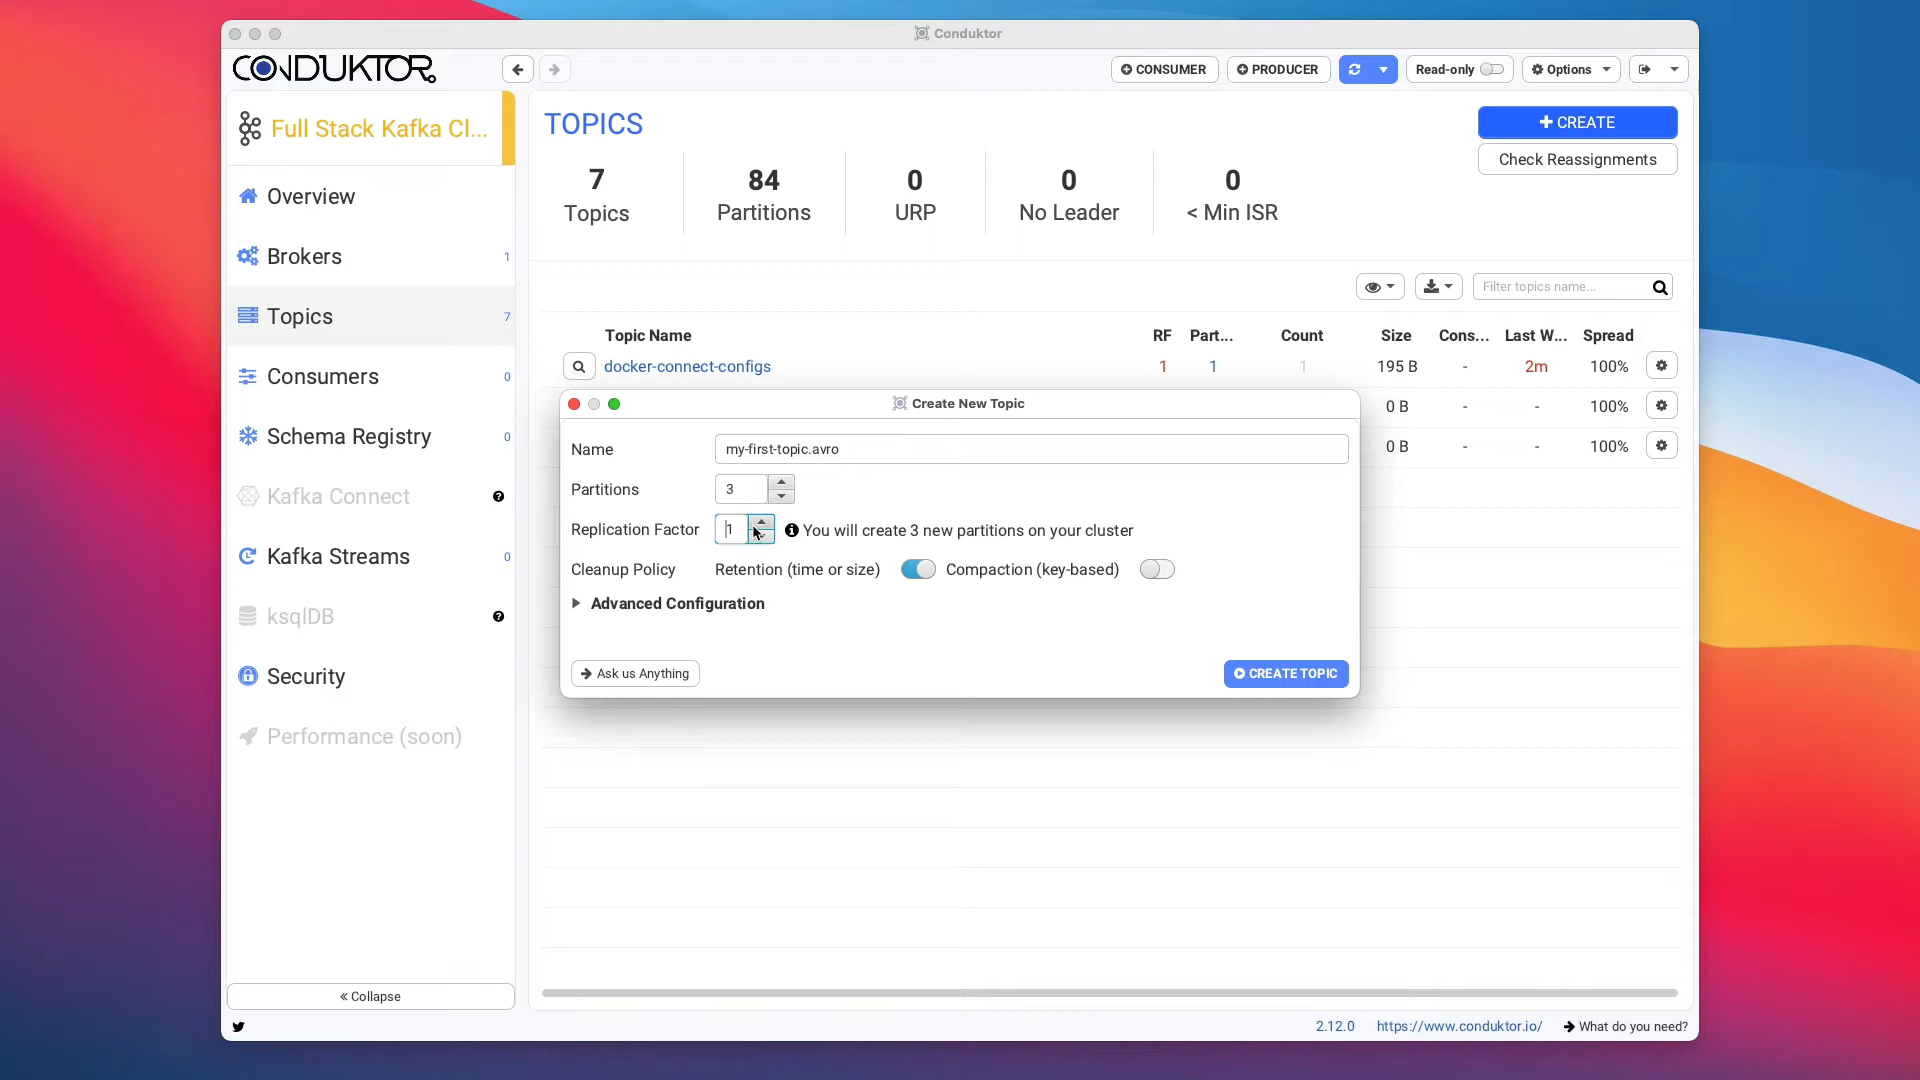 Conduktor
CONDUKTOR
CONSUMER
PRODUCER
Read-only
Options
Full Stack Kafka Cl...
TOPICS
CREATE
Check Reassignments
7
Topics
84
Partitions
0
URP
0
No Leader
0
< Min ISR
Overview
Brokers 1
Topics 7
Consumers 0
Schema Registry 0
Kafka Connect ?
Kafka Streams 0
ksqlDB ?
Security
Performance (soon)
Filter topics name...
Topic Name RF Part... Count Size Cons... Last W... Spread
docker-connect-configs 1 1 1 195 B - 2m 100%
0 B - - 100%
0 B - - 100%
Create New Topic
Name my-first-topic.avro
Partitions 3
Replication Factor 1 You will create 3 new partitions on your cluster
Cleanup Policy Retention (time or size) Compaction (key-based)
Advanced Configuration
Ask us Anything
CREATE TOPIC
« Collapse
2.12.0 https://www.conduktor.io/ What do you need?